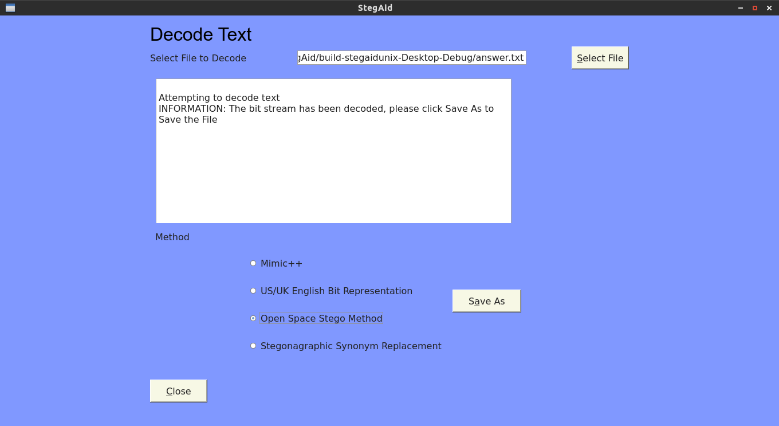 StegAid
Decode Text
Select File to Decode
gAid/build-stegaidunix-Desktop-Debug/answer.txt
Select File
Attempting to decode text
INFORMATION: The bit stream has been decoded, please click Save As to
Save the File
Method
Mimic++
US/UK English Bit Representation
Save As
Open Space Stego Method
Stegonagraphic Synonym Replacement
Close